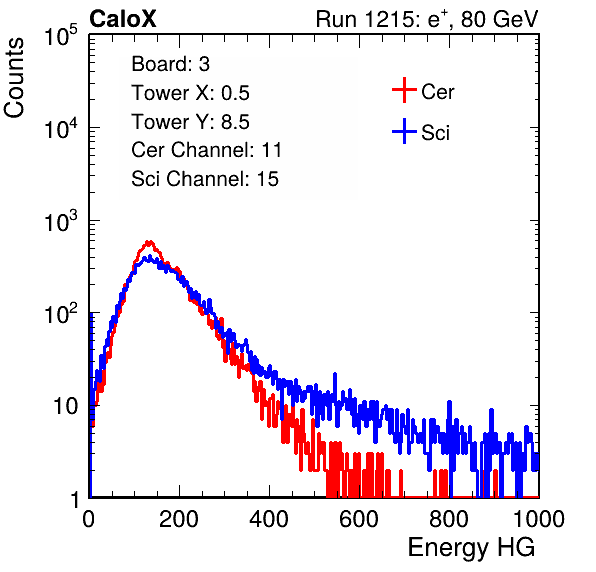 CaloX Run 1215: e⁺, 80 GeV
Counts
Board: 3
Tower X: 0.5
Tower Y: 8.5
Cer Channel: 11
Sci Channel: 15
Cer
Sci
10⁵
10⁴
10³
10²
10
1
0 200 400 600 800 1000
Energy HG